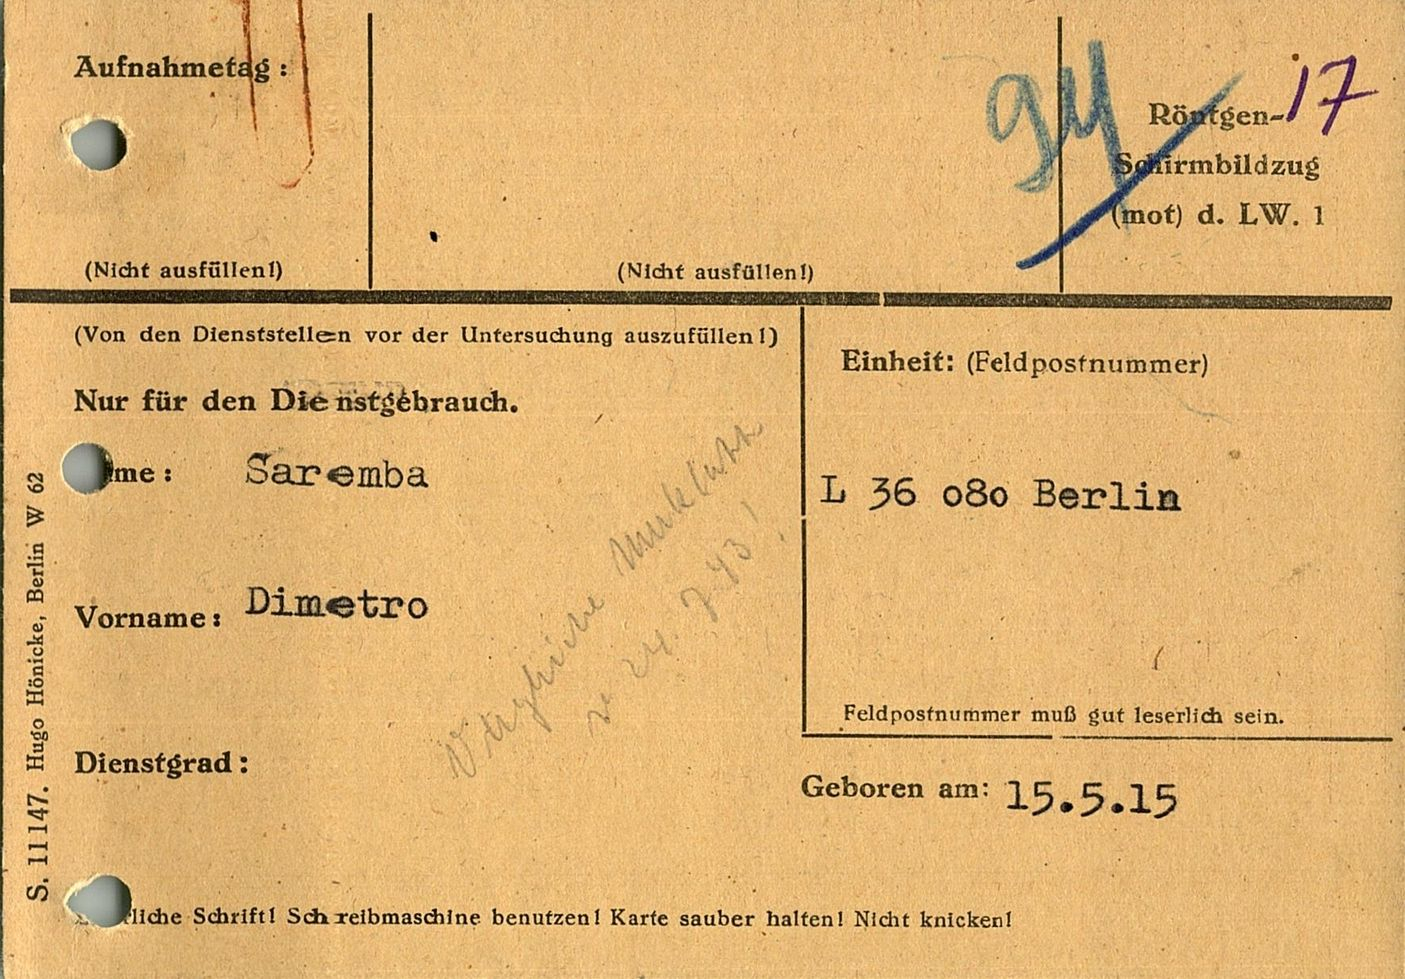 Aufnahmetag:
(Nicht ausfüllen!)
(Nicht ausfüllen!)
94
17
Röntgen-
Schirmbildzug
(mot) d. LW. 1
(Von den Dienststellen vor der Untersuchung auszufüllen!)
Nur für den Dienstgebrauch.
me: Saremba
Vorname: Dimetro
Dienstgrad:
24. 7 43!
Einheit: (Feldpostnummer)
L 36 080 Berlin
Feldpostnummer muß gut leserlich sein.
Geboren am: 15.5.15
liche Schrift! Schreibmaschine benutzen! Karte sauber halten! Nicht knicken!
S. 11147. Hugo Hönicke, Berlin W 62